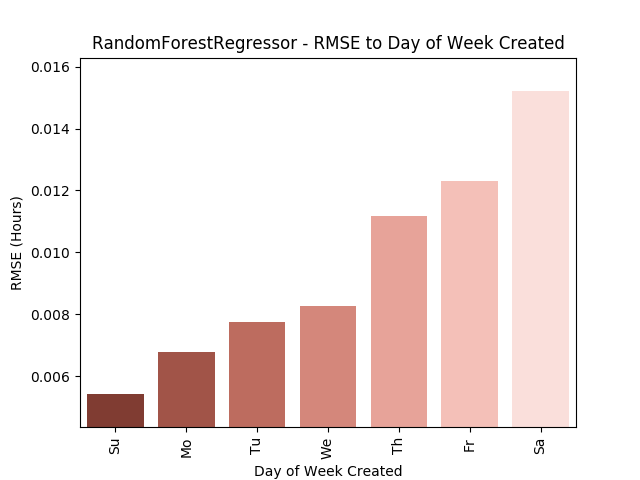 RandomForestRegressor - RMSE to Day of Week Created
0.016
0.014
0.012
0.010
0.008
0.006
RMSE (Hours)
Su
Mo
Tu
We
Th
Fr
Sa
Day of Week Created